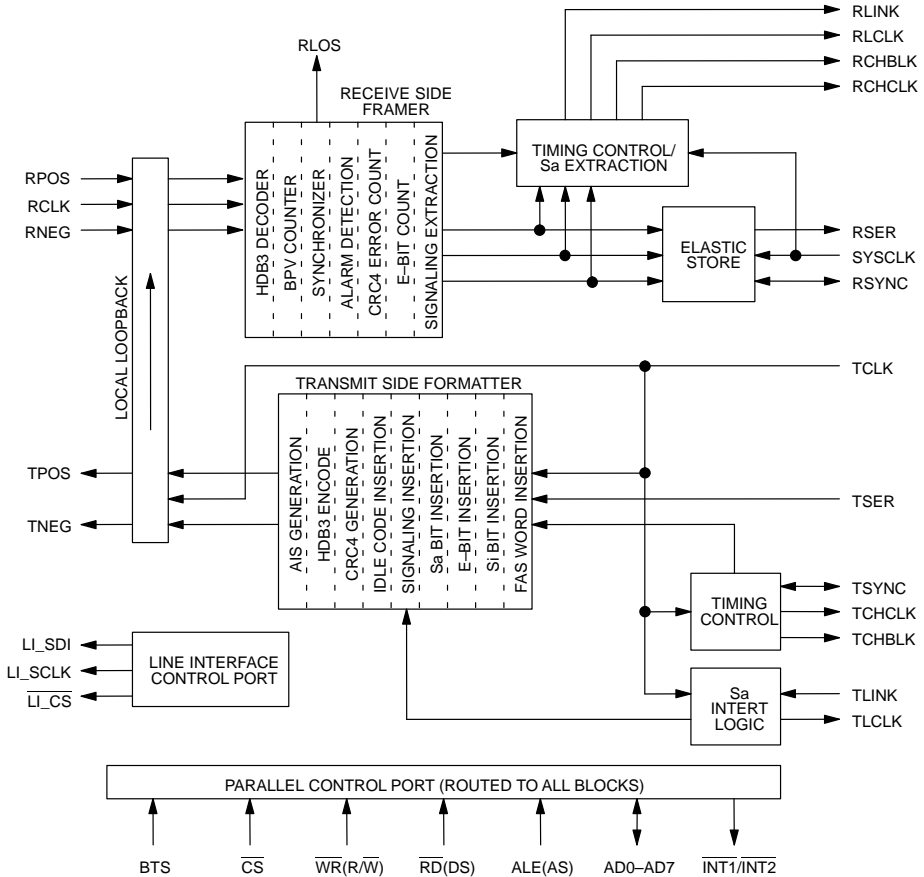 RLINK
RLCLK
RCHBLK
RCHCLK
RLOS
RECEIVE SIDE
FRAMER
TIMING CONTROL/
Sa EXTRACTION
RPOS
RCLK
RNEG
HDB3 DECODER
BPV COUNTER
SYNCHRONIZER
ALARM DETECTION
CRC4 ERROR COUNT
E–BIT COUNT
SIGNALING EXTRACTION
ELASTIC
STORE
RSER
SYSCLK
RSYNC
LOCAL LOOPBACK
TCLK
TRANSMIT SIDE FORMATTER
AIS GENERATION
HDB3 ENCODE
CRC4 GENERATION
IDLE CODE INSERTION
SIGNALING INSERTION
Sa BIT INSERTION
E–BIT INSERTION
Si BIT INSERTION
FAS WORD INSERTION
TPOS
TNEG
TSER
TIMING
CONTROL
TSYNC
TCHCLK
TCHBLK
LI_SDI
LI_SCLK
LI_CS
LINE INTERFACE
CONTROL PORT
Sa
INTERT
LOGIC
TLINK
TLCLK
PARALLEL CONTROL PORT (ROUTED TO ALL BLOCKS)
BTS
CS
WR(R/W)
RD(DS)
ALE(AS)
AD0–AD7
INT1/INT2